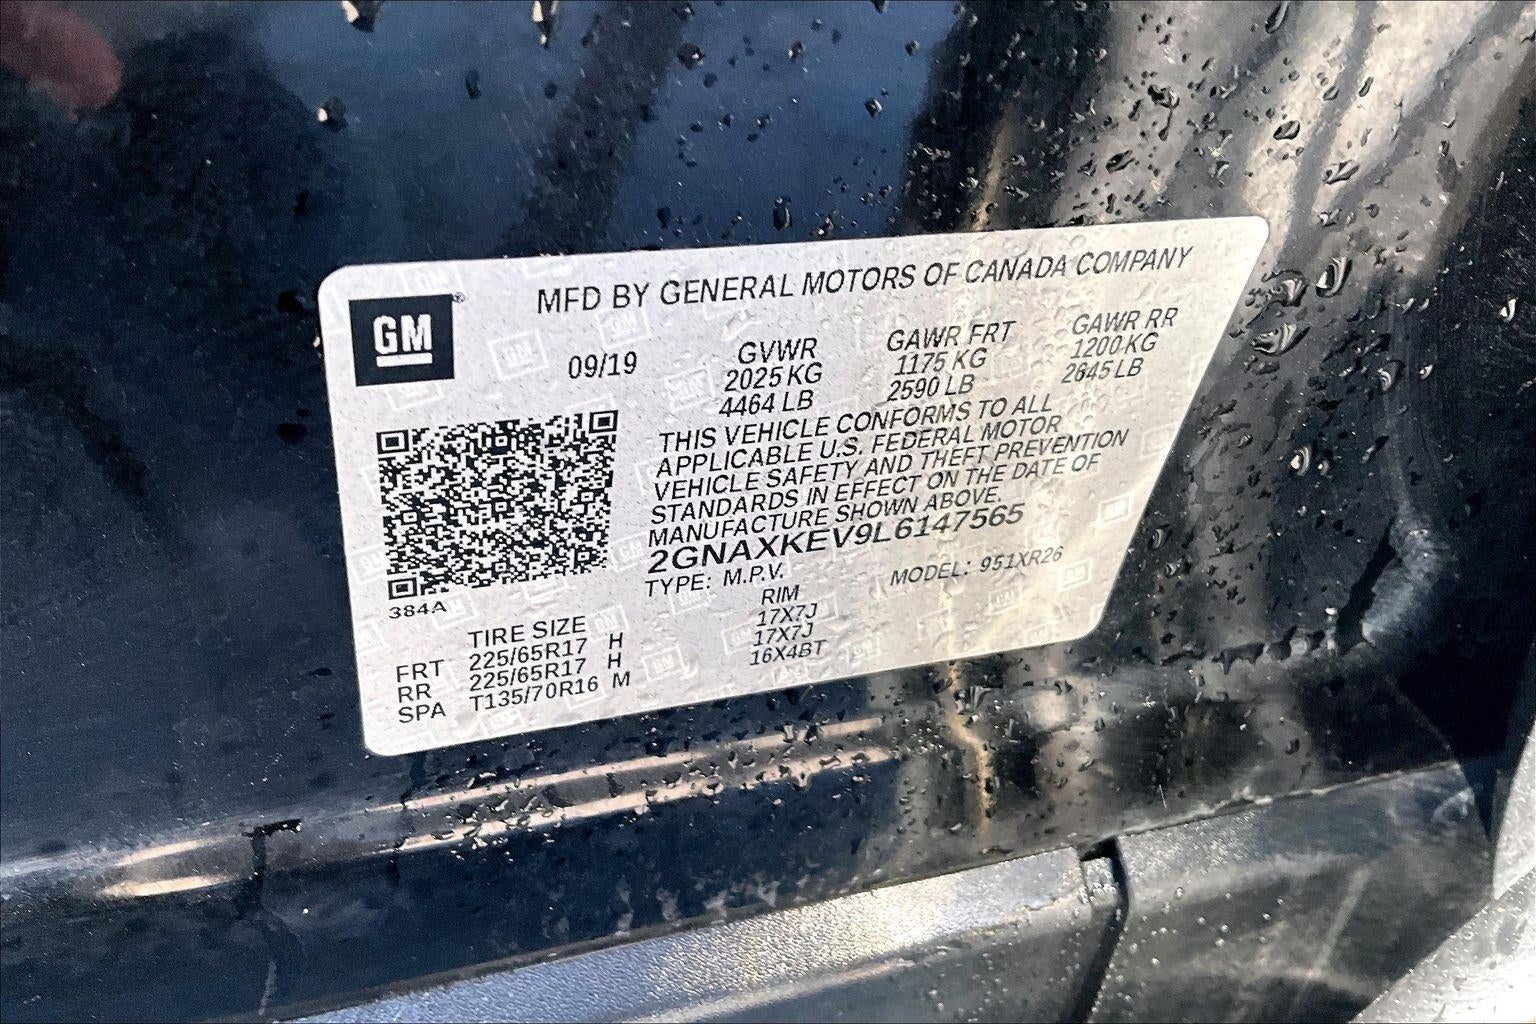 GM
MFD BY GENERAL MOTORS OF CANADA COMPANY
09/19 GVWR GAWR FRT GAWR RR
2025 KG 1175 KG 1200 KG
4464 LB 2590 LB 2645 LB
THIS VEHICLE CONFORMS TO ALL
APPLICABLE U.S. FEDERAL MOTOR
VEHICLE SAFETY AND THEFT PREVENTION
STANDARDS IN EFFECT ON THE DATE OF
MANUFACTURE SHOWN ABOVE.
2GNAXKEV9L6147565
TYPE: M.P.V. MODEL: 951XR26
384A
TIRE SIZE RIM
FRT 225/65R17 H 17X7J
RR 225/65R17 H 17X7J
SPA T135/70R16 M 16X4BT